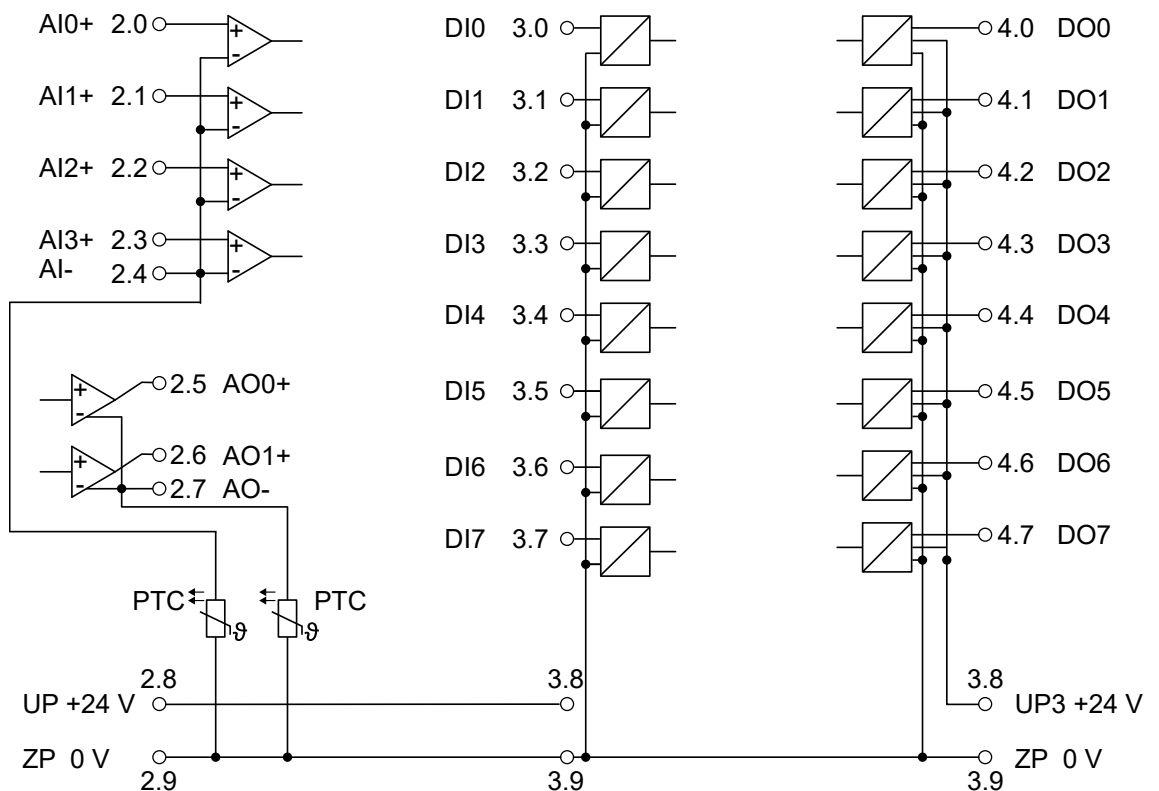 AI0+ 2.0 + -
AI1+ 2.1 + -
AI2+ 2.2 + -
AI3+ 2.3 + -
AI- 2.4
+ - 2.5 AO0+
+ - 2.6 AO1+
2.7 AO-
PTC ϑ ϑ PTC
2.8
UP +24 V
ZP 0 V
2.9
DI0 3.0
DI1 3.1
DI2 3.2
DI3 3.3
DI4 3.4
DI5 3.5
DI6 3.6
DI7 3.7
3.8
3.9
4.0 DO0
4.1 DO1
4.2 DO2
4.3 DO3
4.4 DO4
4.5 DO5
4.6 DO6
4.7 DO7
3.8
UP3 +24 V
ZP 0 V
3.9